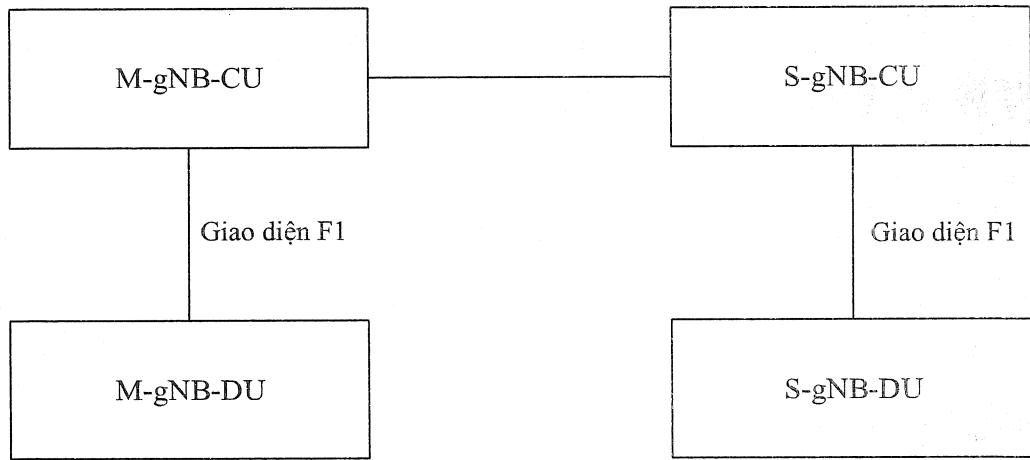 M-gNB-CU
S-gNB-CU
Giao diện F1
Giao diện F1
M-gNB-DU
S-gNB-DU